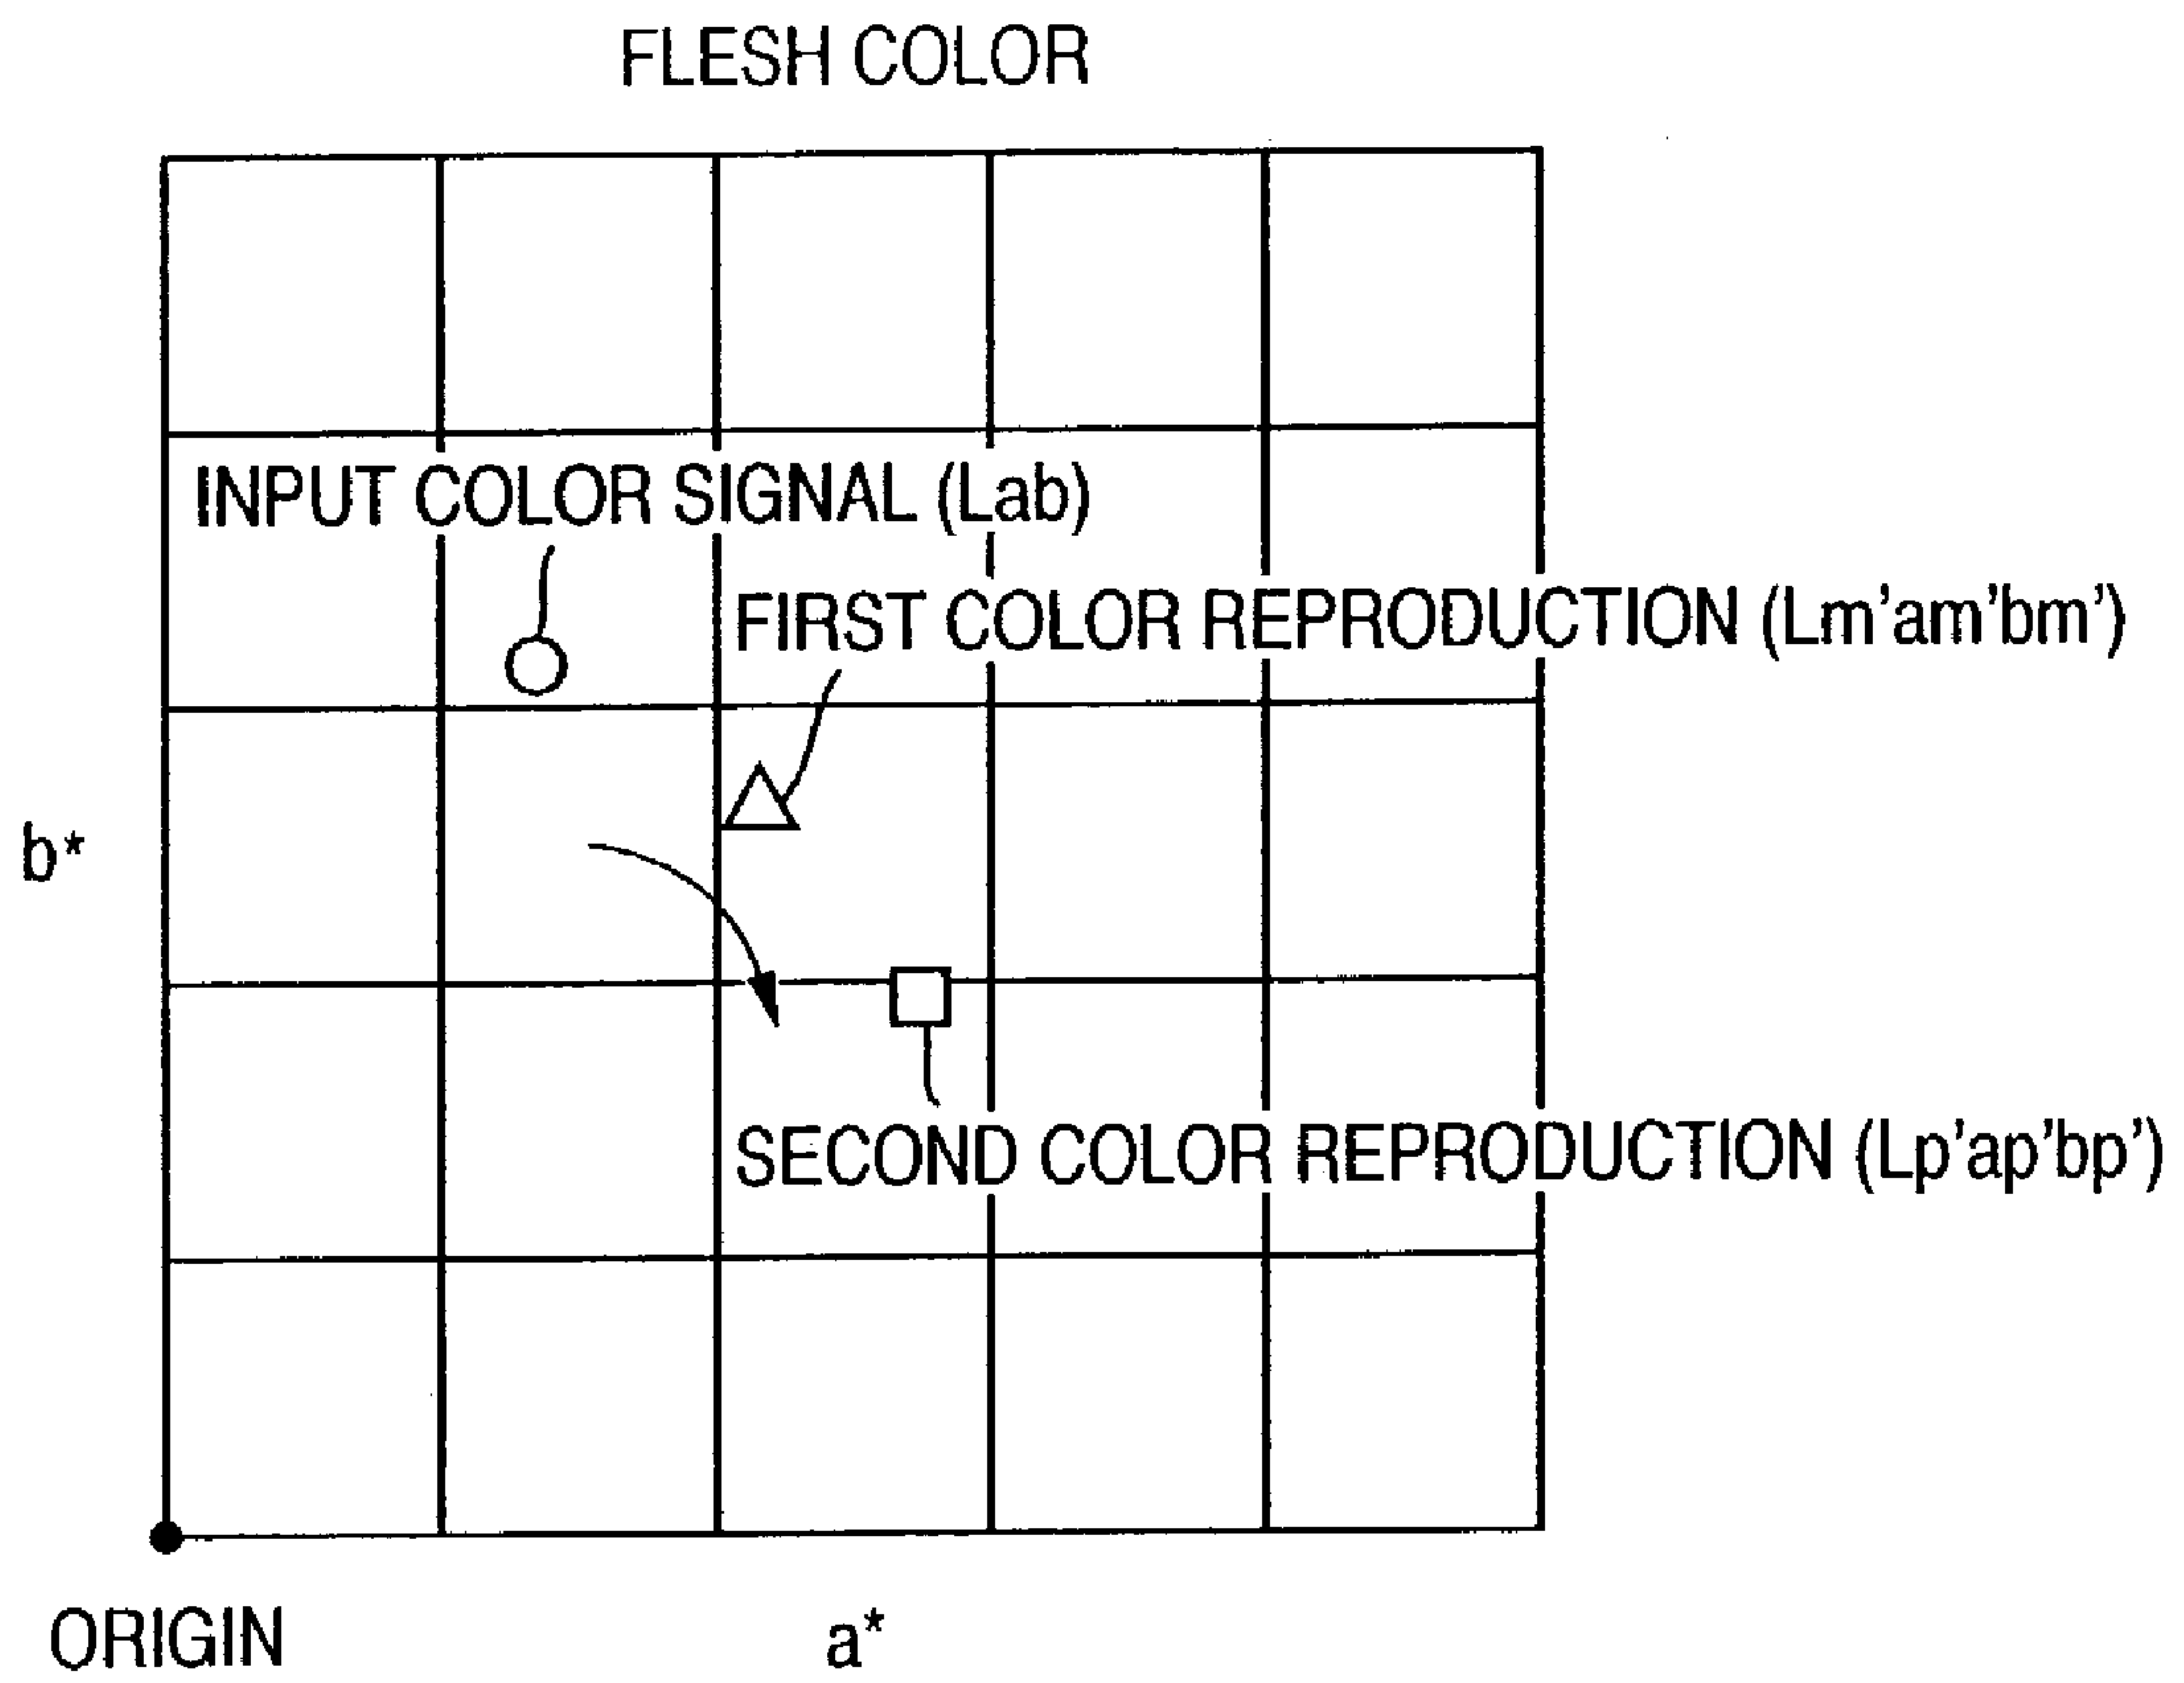 FLESH COLOR
INPUT COLOR SIGNAL (Lab)
FIRST COLOR REPRODUCTION (Lm'am'bm')
b*
SECOND COLOR REPRODUCTION (Lp'ap'bp')
ORIGIN
a*